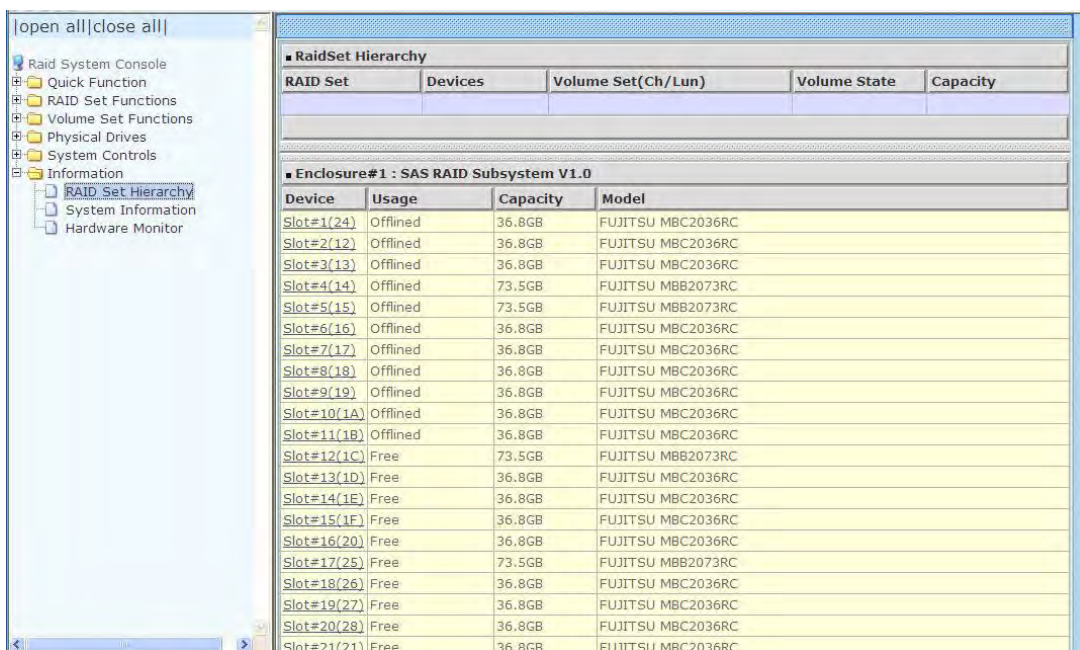 |open all|close all|
Raid System Console
Quick Function
RAID Set Functions
Volume Set Functions
Physical Drives
System Controls
Information
RAID Set Hierarchy
System Information
Hardware Monitor
RaidSet Hierarchy
RAID Set Devices Volume Set(Ch/Lun) Volume State Capacity
Enclosure#1 : SAS RAID Subsystem V1.0
Device Usage Capacity Model
Slot#1(24) Offlined 36.8GB FUJITSU MBC2036RC
Slot#2(12) Offlined 36.8GB FUJITSU MBC2036RC
Slot#3(13) Offlined 36.8GB FUJITSU MBC2036RC
Slot#4(14) Offlined 73.5GB FUJITSU MBB2073RC
Slot#5(15) Offlined 73.5GB FUJITSU MBB2073RC
Slot#6(16) Offlined 36.8GB FUJITSU MBC2036RC
Slot#7(17) Offlined 36.8GB FUJITSU MBC2036RC
Slot#8(18) Offlined 36.8GB FUJITSU MBC2036RC
Slot#9(19) Offlined 36.8GB FUJITSU MBC2036RC
Slot#10(1A) Offlined 36.8GB FUJITSU MBC2036RC
Slot#11(1B) Offlined 36.8GB FUJITSU MBC2036RC
Slot#12(1C) Free 73.5GB FUJITSU MBB2073RC
Slot#13(1D) Free 36.8GB FUJITSU MBC2036RC
Slot#14(1E) Free 36.8GB FUJITSU MBC2036RC
Slot#15(1F) Free 36.8GB FUJITSU MBC2036RC
Slot#16(20) Free 36.8GB FUJITSU MBC2036RC
Slot#17(25) Free 73.5GB FUJITSU MBB2073RC
Slot#18(26) Free 36.8GB FUJITSU MBC2036RC
Slot#19(27) Free 36.8GB FUJITSU MBC2036RC
Slot#20(28) Free 36.8GB FUJITSU MBC2036RC
Slot#21(21) Free 36.8GB FUJITSU MBC2036RC